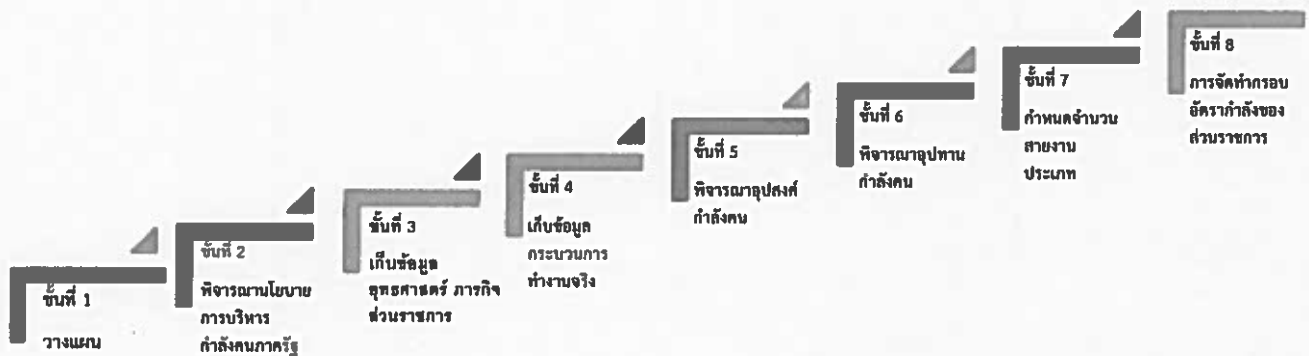 ขั้นที่ 1
วางแผน
ขั้นที่ 2
พิจารณานโยบาย
การบริหาร
กำลังคนภาครัฐ
ขั้นที่ 3
เก็บข้อมูล
ยุทธศาสตร์ ภารกิจ
ส่วนราชการ
ขั้นที่ 4
เก็บข้อมูล
กระบวนการ
ทำงานจริง
ขั้นที่ 5
พิจารณาอุปสงค์
กำลังคน
ขั้นที่ 6
พิจารณาอุปทาน
กำลังคน
ขั้นที่ 7
กำหนดจำนวน
สายงาน
ประเภท
ขั้นที่ 8
การจัดทำกรอบ
อัตรากำลังของ
ส่วนราชการ